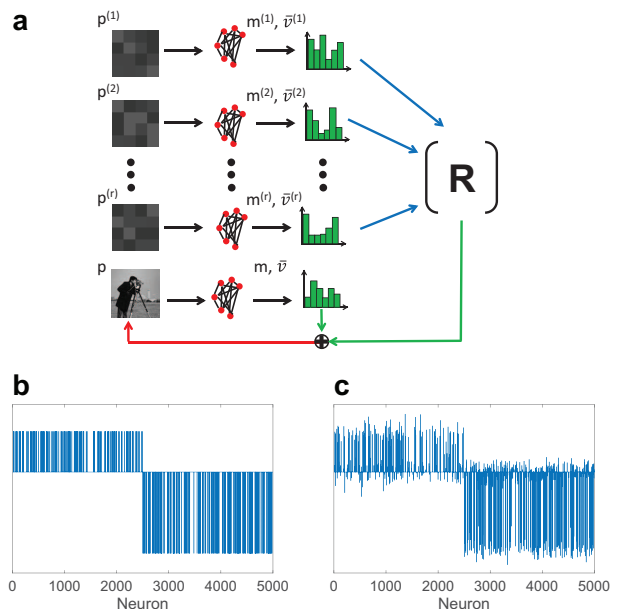 a
p(1)
m(1), v̄(1)
p(2)
m(2), v̄(2)
R
p(r)
m(r), v̄(r)
p
m, v̄
b
c
0 1000 2000 3000 4000 5000
Neuron
0 1000 2000 3000 4000 5000
Neuron